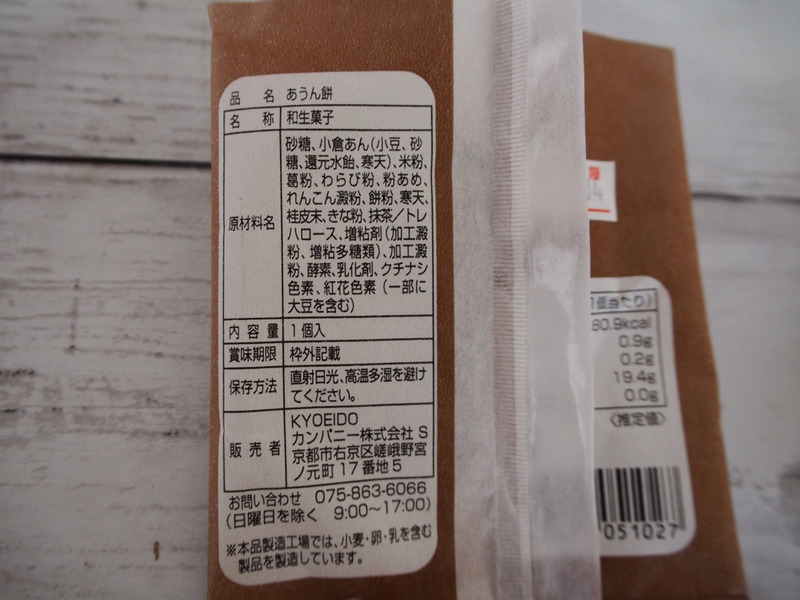 品名 あうん餅
名称 和生菓子
原材料名
砂糖、小倉あん(小豆、砂
糖、還元水飴、寒天)、米粉、
葛粉、わらび粉、粉あめ、
れんこん澱粉、餅粉、寒天、
桂皮末、きな粉、抹茶/トレ
ハロース、増粘剤(加工澱
粉、増粘多糖類)、加工澱
粉、酵素、乳化剤、クチナシ
色素、紅花色素(一部に
大豆を含む)
内容量 1個入
賞味期限 枠外記載
保存方法
直射日光、高温多湿を避け
てください。
販売者
KYOEIDO
カンパニー株式会社 S
京都市右京区嵯峨野宮
ノ元町17番地5
お問い合わせ 075-863-6066
(日曜日を除く 9:00~17:00)
※本品製造工場では、小麦・卵・乳を含む
製品を製造しています。
限
04
1個当たり)
80.9kcal
0.9g
0.2g
19.4g
0.0g
〈推定値〉
051027